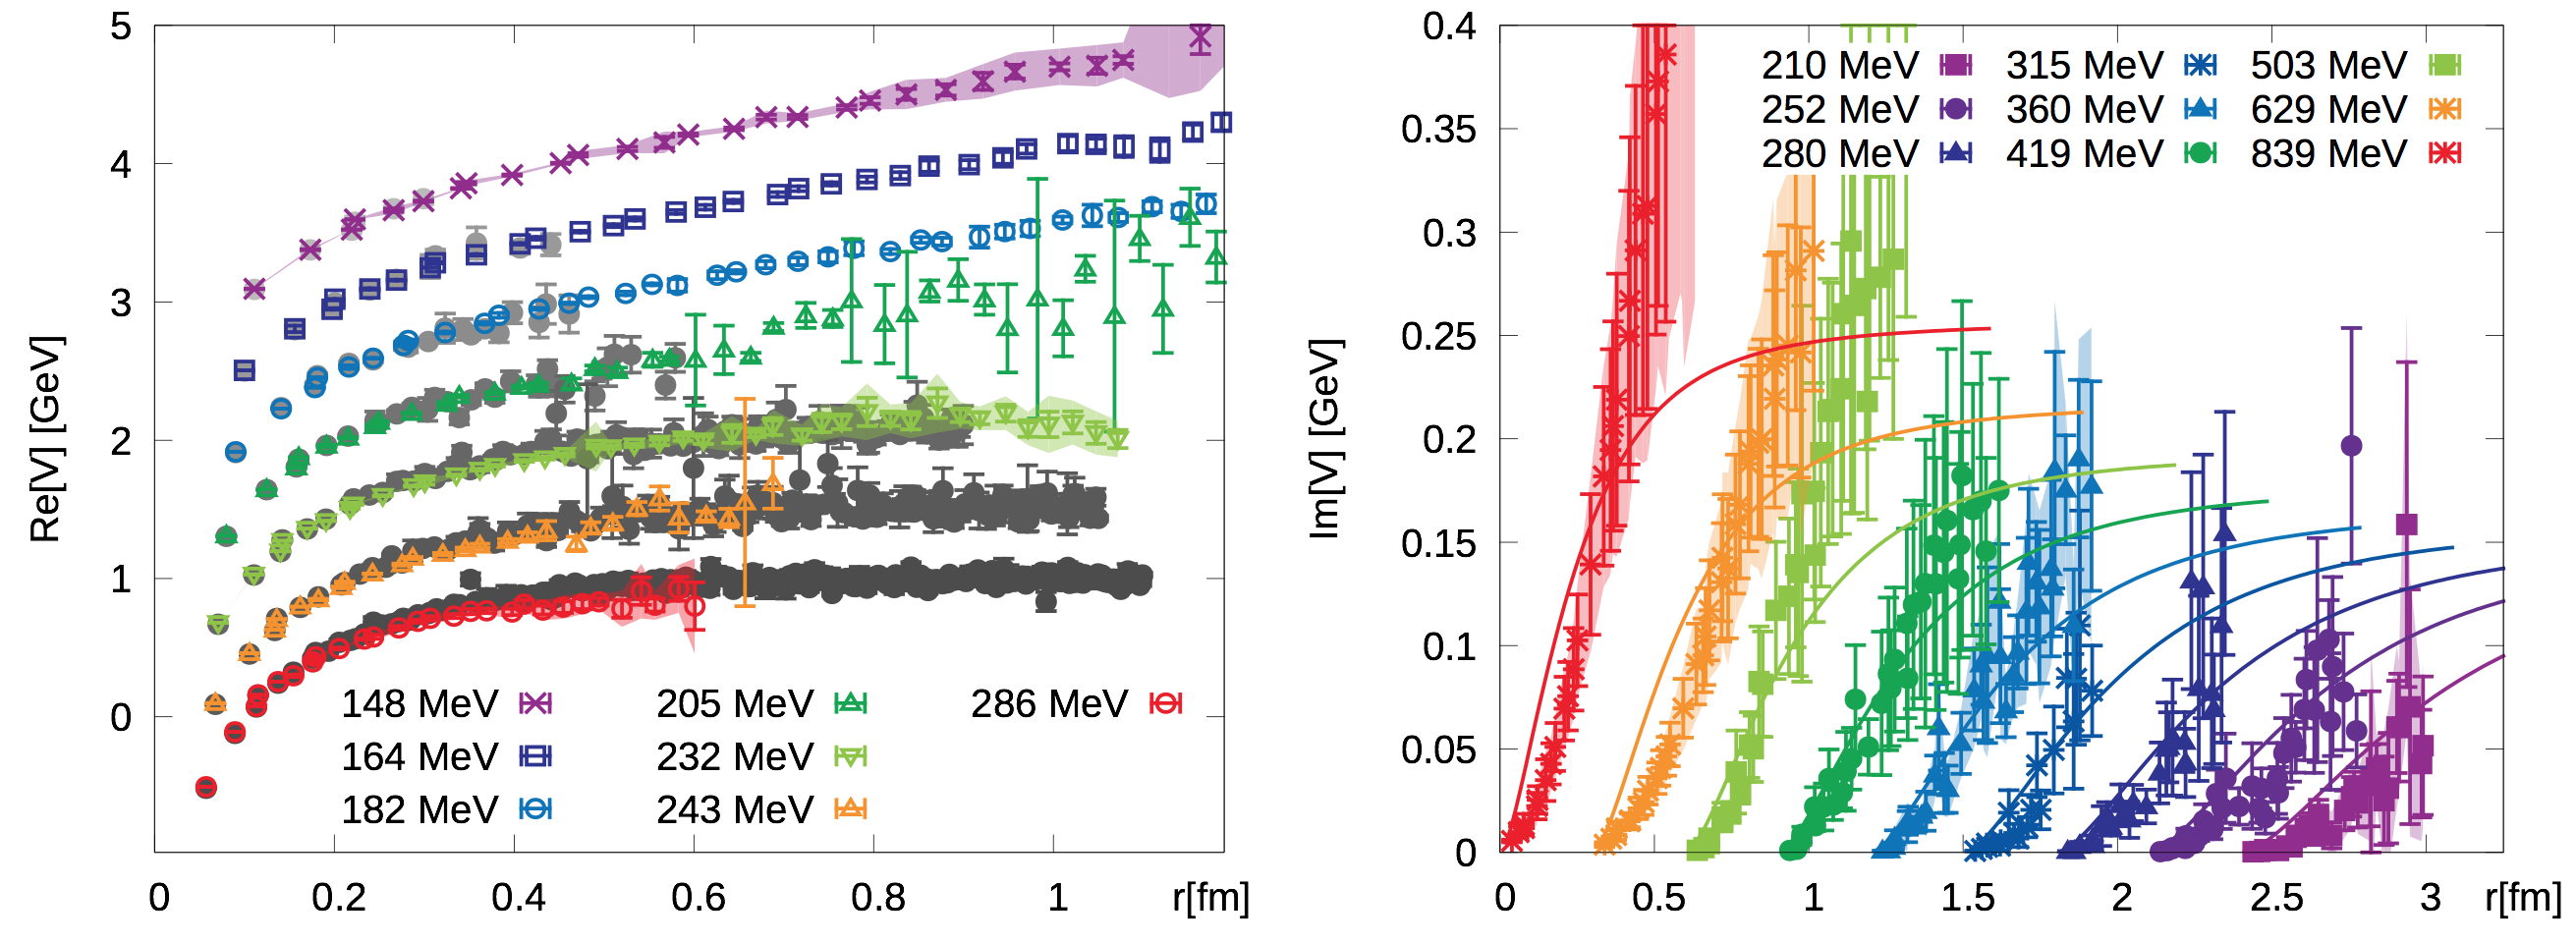 5
4
3
2
1
0
Re[V] [GeV]
148 MeV 205 MeV 286 MeV
164 MeV 232 MeV
182 MeV 243 MeV
0 0.2 0.4 0.6 0.8 1 r[fm]
0.4
0.35
0.3
0.25
0.2
0.15
0.1
0.05
0
Im[V] [GeV]
210 MeV 315 MeV 503 MeV
252 MeV 360 MeV 629 MeV
280 MeV 419 MeV 839 MeV
0 0.5 1 1.5 2 2.5 3 r[fm]